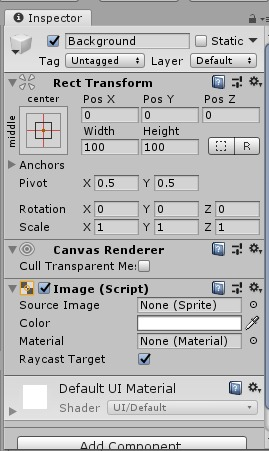 Inspector
Background Static
Tag Untagged Layer Default
Rect Transform
center Pos X Pos Y Pos Z
middle 0 0 0
Width Height
100 100 R
Anchors
Pivot X 0.5 Y 0.5
Rotation X 0 Y 0 Z 0
Scale X 1 Y 1 Z 1
Canvas Renderer
Cull Transparent Me
Image (Script)
Source Image None (Sprite)
Color
Material None (Material)
Raycast Target
Default UI Material
Shader UI/Default
Add Component